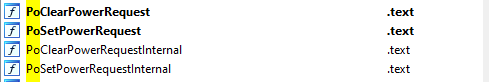 f PoClearPowerRequest .text
f PoSetPowerRequest .text
f PoClearPowerRequestInternal .text
f PoSetPowerRequestInternal .text